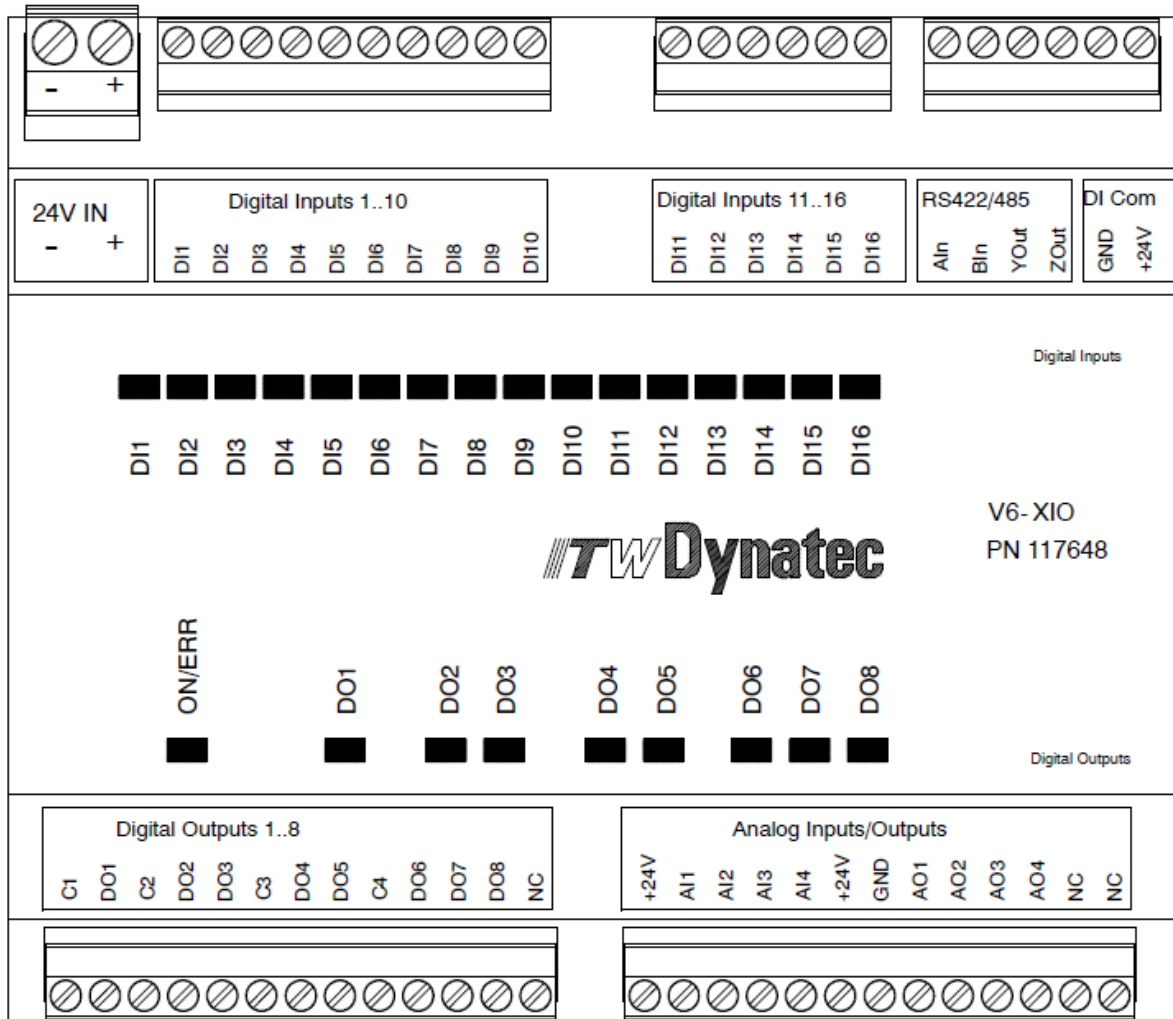 - +
24V IN
- +
Digital Inputs 1..10
DI1 DI2 DI3 DI4 DI5 DI6 DI7 DI8 DI9 DI10
Digital Inputs 11..16
DI11 DI12 DI13 DI14 DI15 DI16
RS422/485
AIn BIn YOut ZOut
DI Com
GND +24V
Digital Inputs
DI1 DI2 DI3 DI4 DI5 DI6 DI7 DI8 DI9 DI10 DI11 DI12 DI13 DI14 DI15 DI16
ITW Dynatec
V6- XIO
PN 117648
ON/ERR DO1 DO2 DO3 DO4 DO5 DO6 DO7 DO8
Digital Outputs
Digital Outputs 1..8
C1 DO1 C2 DO2 DO3 C3 DO4 DO5 C4 DO6 DO7 DO8 NC
Analog Inputs/Outputs
+24V AI1 AI2 AI3 AI4 +24V GND AO1 AO2 AO3 AO4 NC NC